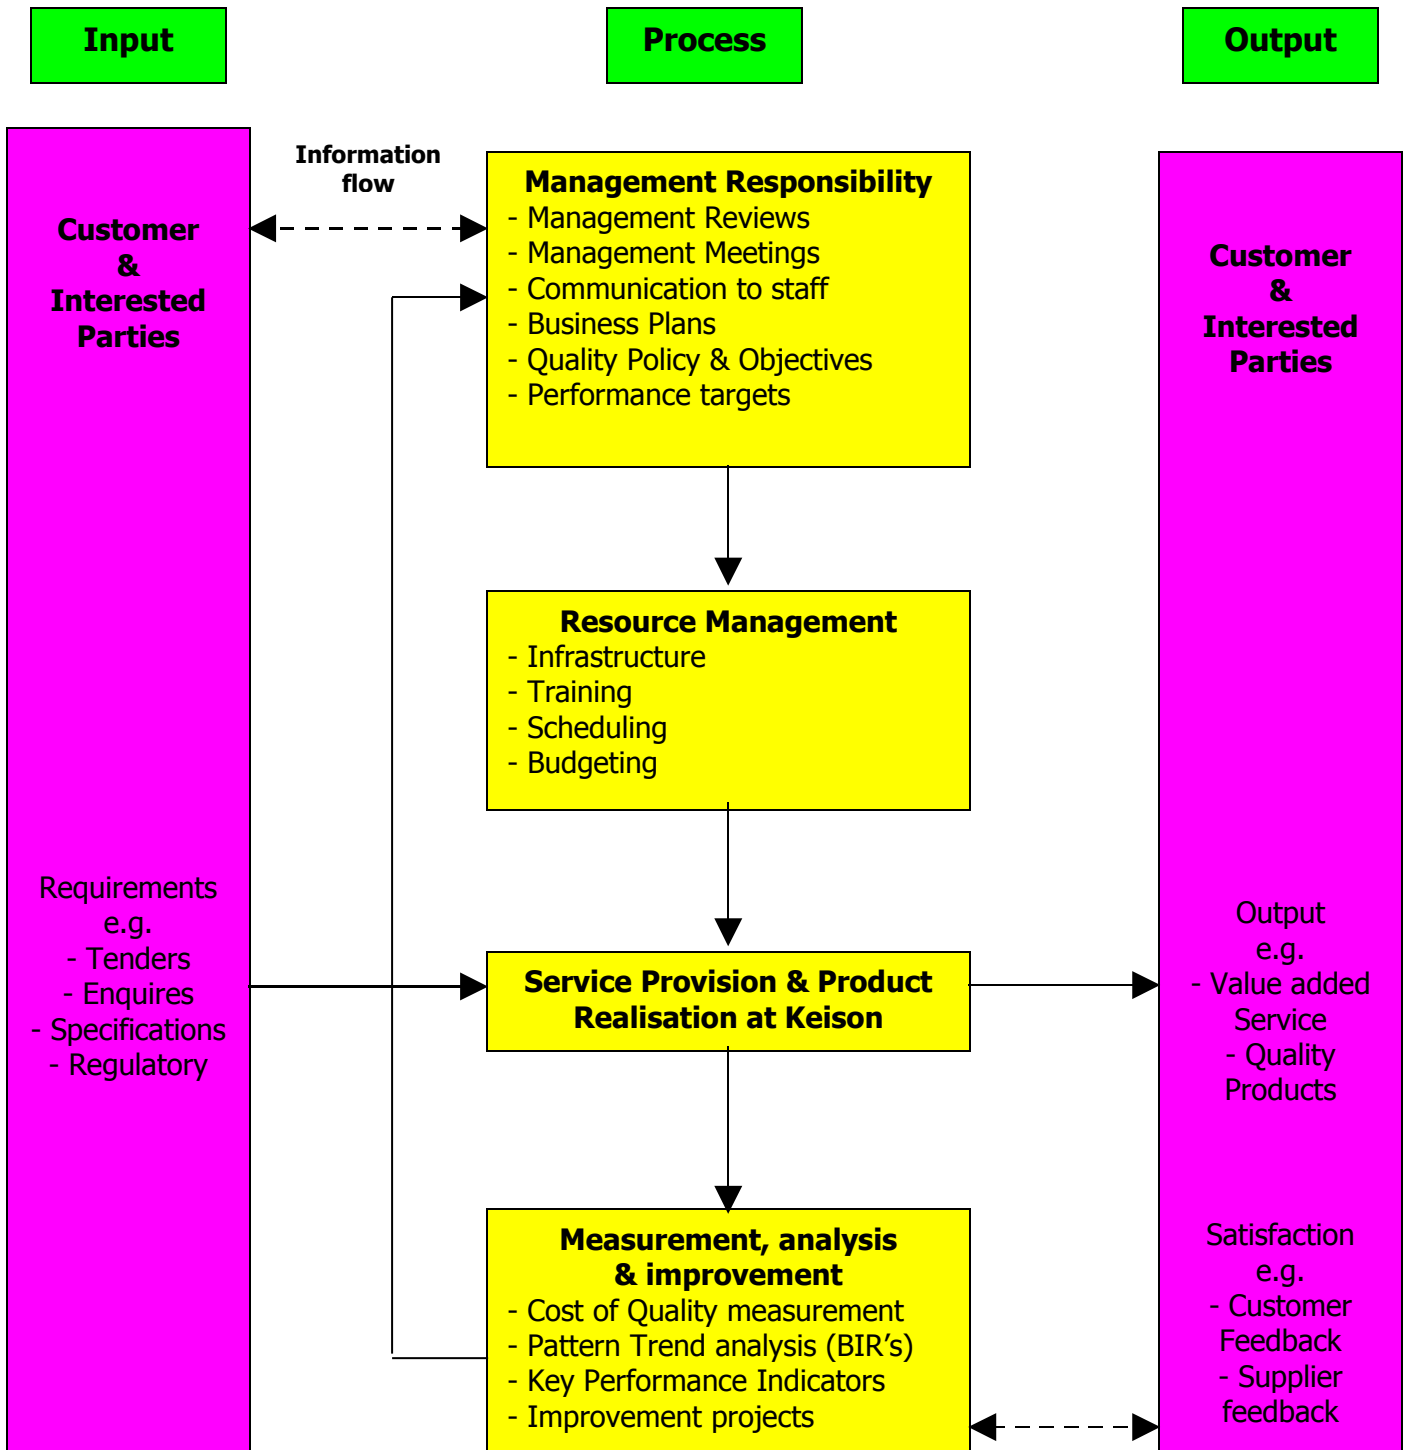 Input
Process
Output
Customer
&
Interested
Parties
Requirements
e.g.
- Tenders
- Enquires
- Specifications
- Regulatory
Information
flow
Management Responsibility
- Management Reviews
- Management Meetings
- Communication to staff
- Business Plans
- Quality Policy & Objectives
- Performance targets
Resource Management
- Infrastructure
- Training
- Scheduling
- Budgeting
Service Provision & Product
Realisation at Keison
Measurement, analysis
& improvement
- Cost of Quality measurement
- Pattern Trend analysis (BIR’s)
- Key Performance Indicators
- Improvement projects
Customer
&
Interested
Parties
Output
e.g.
- Value added
Service
- Quality
Products
Satisfaction
e.g.
- Customer
Feedback
- Supplier
feedback